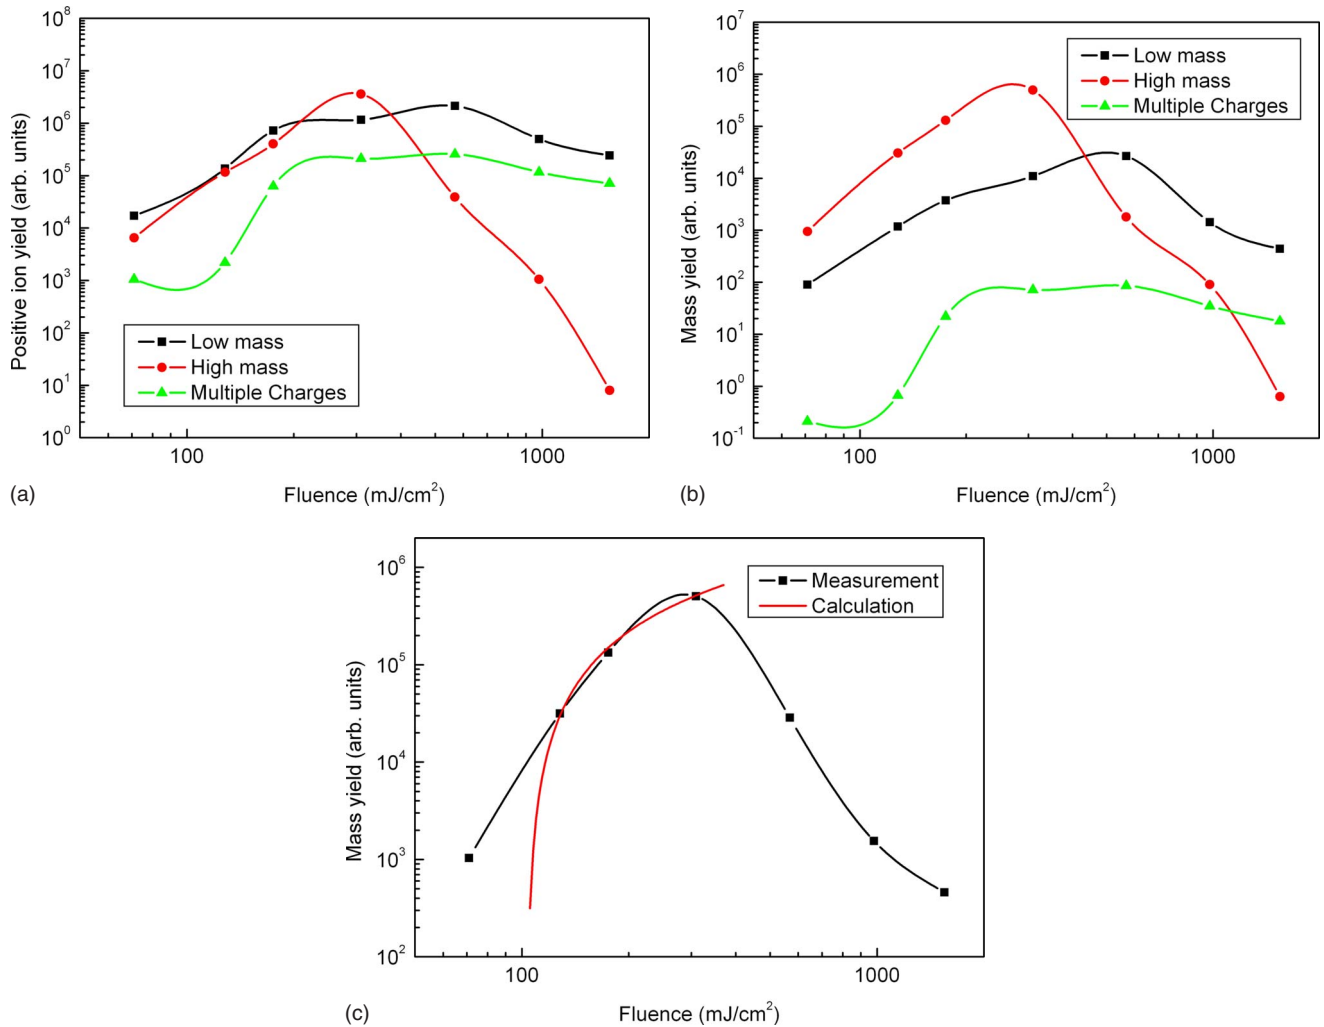 10^8
10^7
10^6
10^5
10^4
10^3
10^2
10^1
10^0
Positive ion yield (arb. units)
Low mass
High mass
Multiple Charges
100
1000
Fluence (mJ/cm^2)
(a)
10^7
10^6
10^5
10^4
10^3
10^2
10^1
10^0
10^-1
Mass yield (arb. units)
Low mass
High mass
Multiple Charges
100
1000
Fluence (mJ/cm^2)
(b)
10^6
10^5
10^4
10^3
10^2
Mass yield (arb. units)
Measurement
Calculation
100
1000
Fluence (mJ/cm^2)
(c)